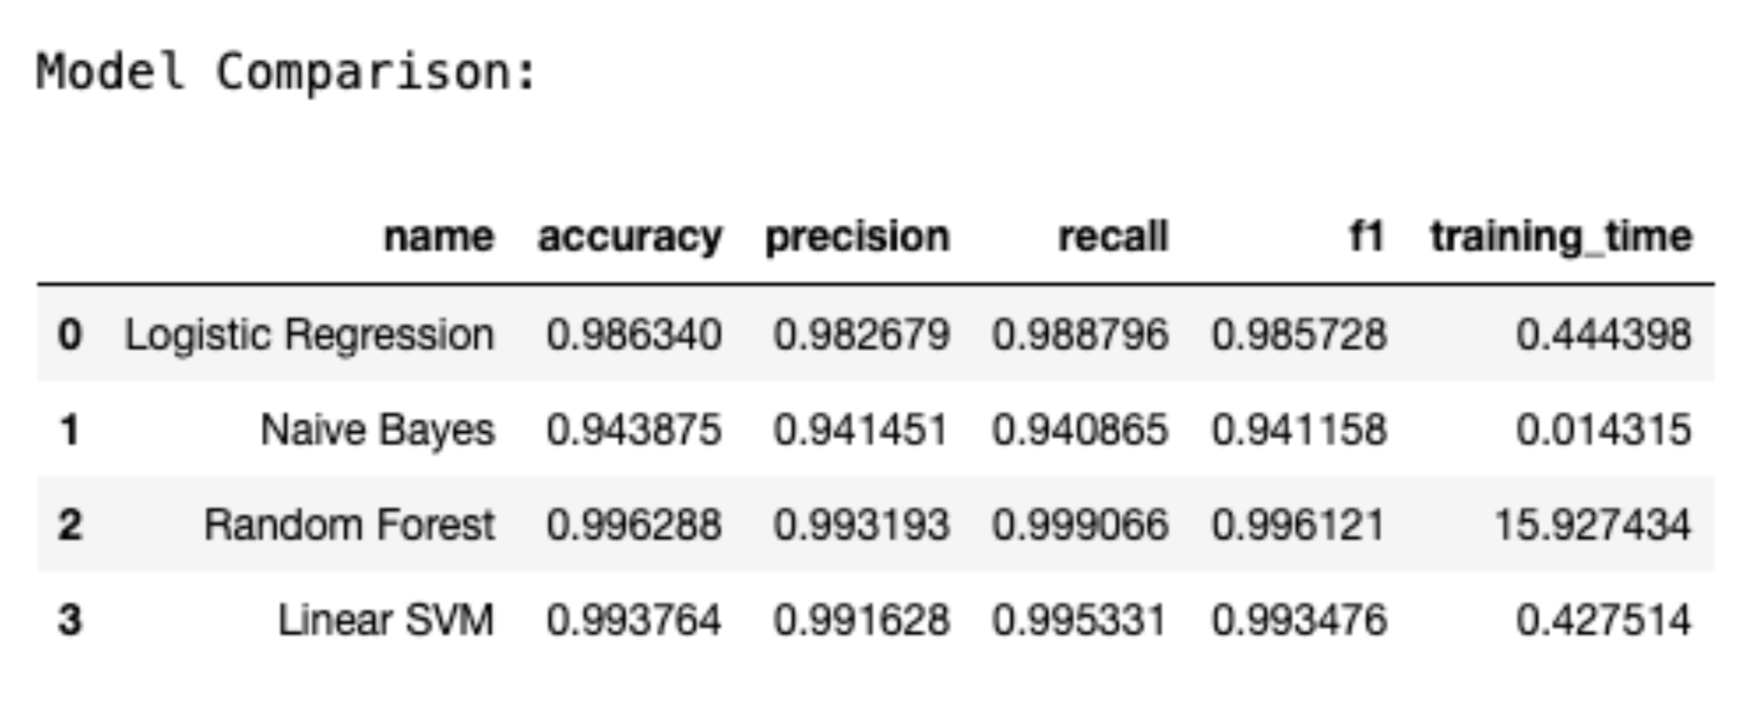 Model Comparison:
name accuracy precision recall f1 training_time
0 Logistic Regression 0.986340 0.982679 0.988796 0.985728 0.444398
1 Naive Bayes 0.943875 0.941451 0.940865 0.941158 0.014315
2 Random Forest 0.996288 0.993193 0.999066 0.996121 15.927434
3 Linear SVM 0.993764 0.991628 0.995331 0.993476 0.427514